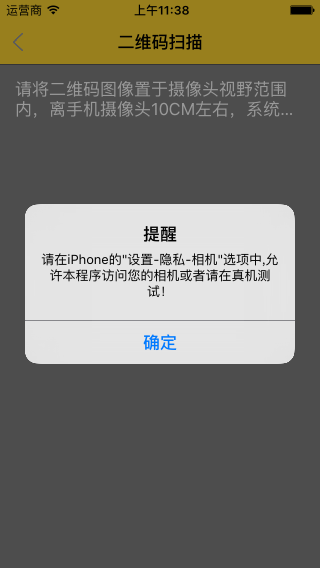 运营商 上午11:38
二维码扫描
请将二维码图像置于摄像头视野范围
内，离手机摄像头10CM左右，系统...
提醒
请在iPhone的"设置-隐私-相机"选项中,允
许本程序访问您的相机或者请在真机测
试！
确定